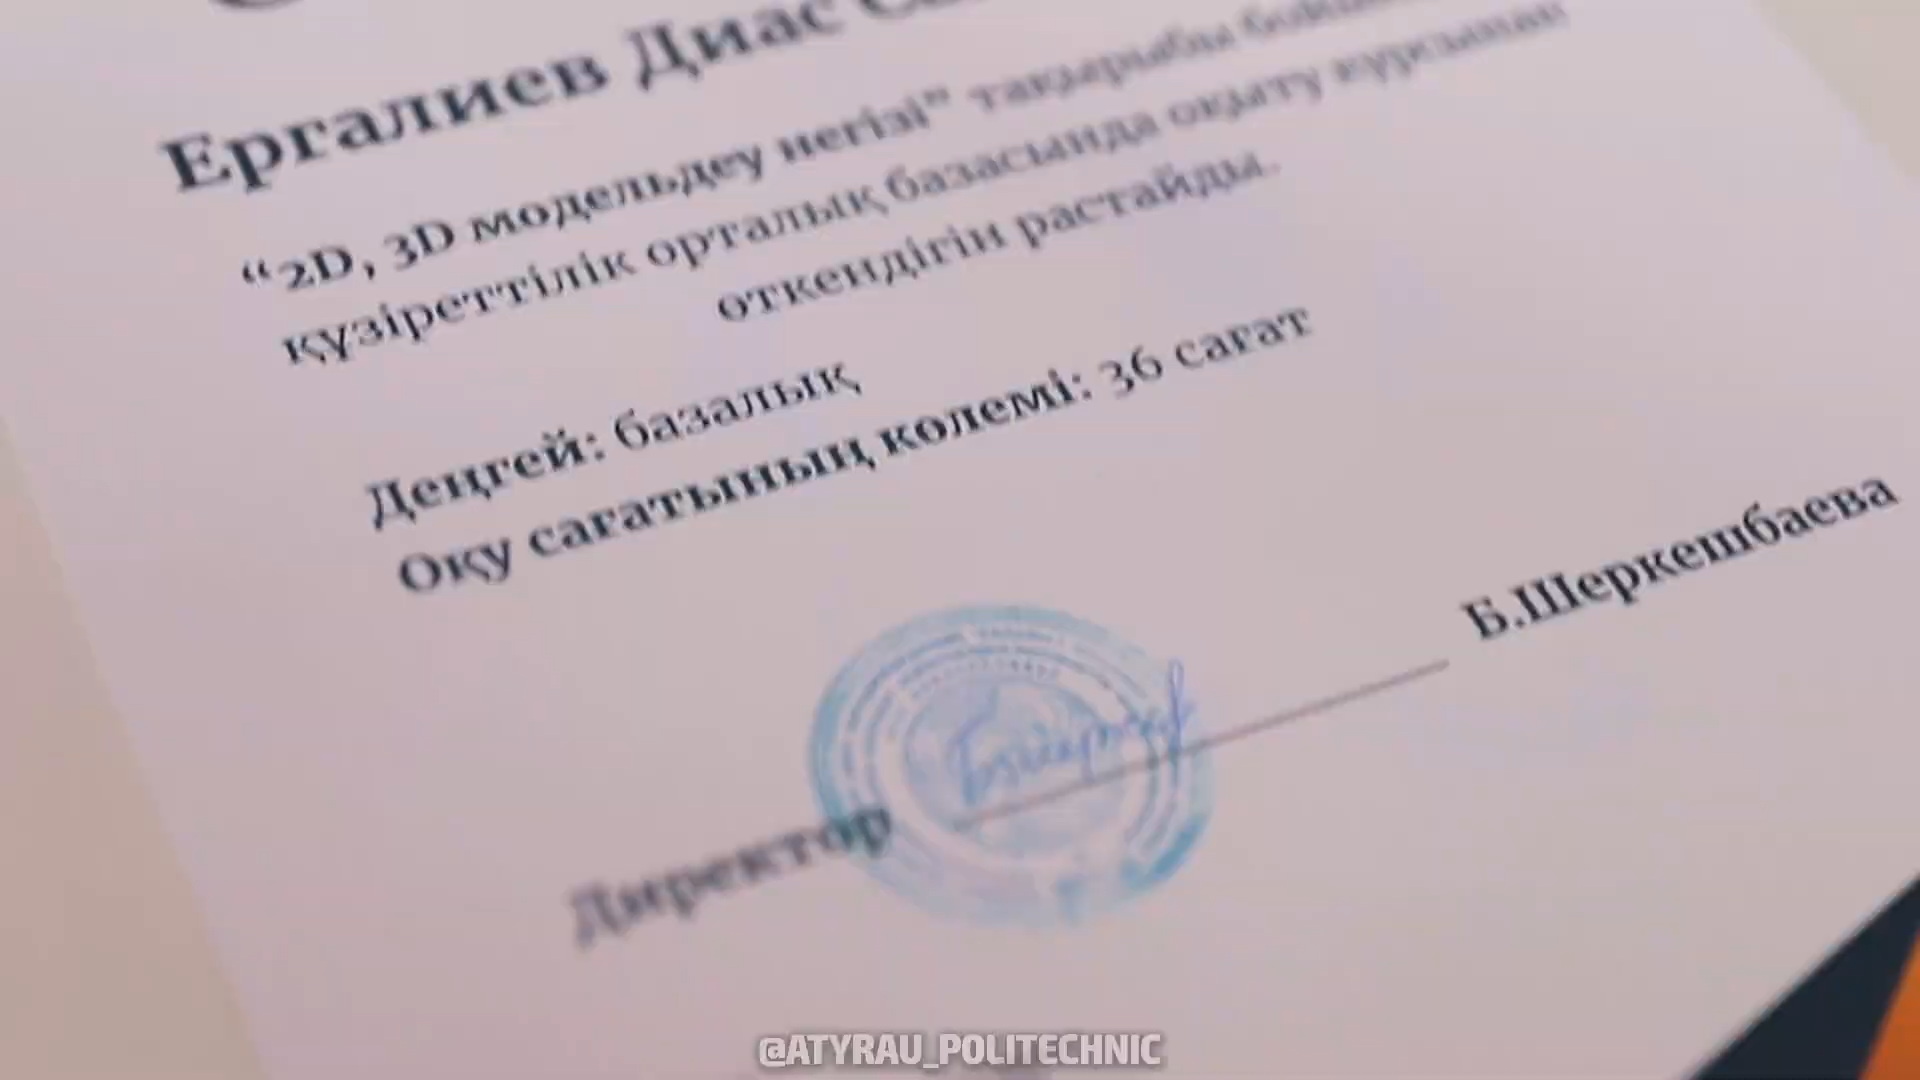 Ергалиев Диас
“2D, 3D модельдеу негізі” тақырыбы
құзіреттілік орталық базасында оқыту курсынан
өткендігін растайды.
Деңгей: базалық
Оқу сағатының көлемі: 36 сағат
Директор Б.Шеркешбаева
@ATYRAU_POLITECHNIC